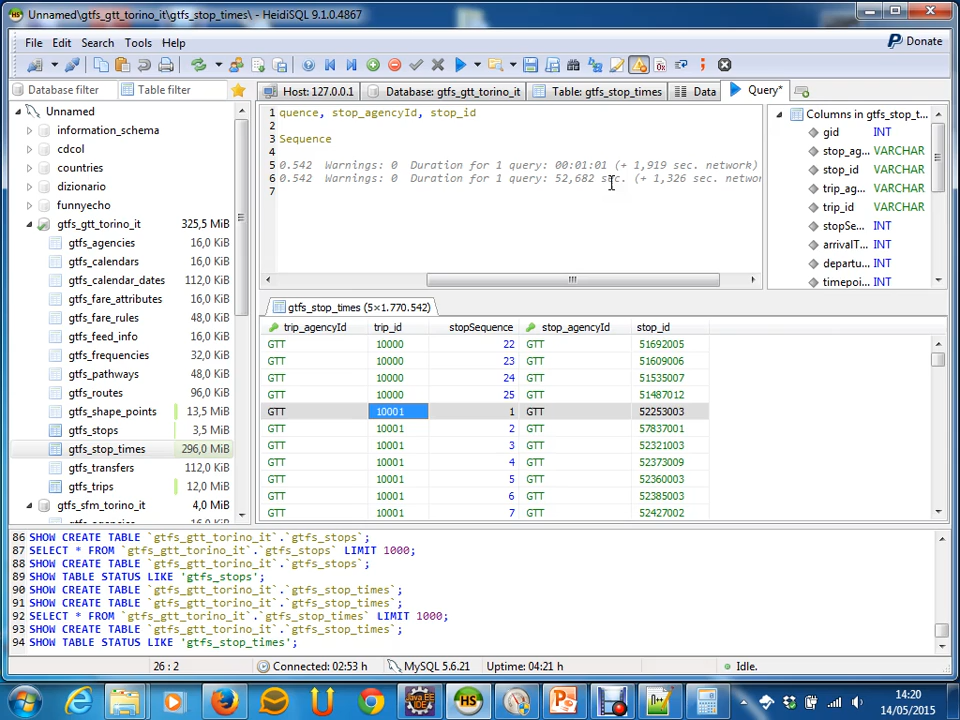 Unnamed\gtfs_gtt_torino_it\gtfs_stop_times\ - HeidiSQL 9.1.0.4867
File Edit Search Tools Help
Donate
Database filter
Table filter
Host: 127.0.0.1
Database: gtfs_gtt_torino_it
Table: gtfs_stop_times
Data
Query*
Unnamed
information_schema
cdcol
countries
dizionario
funnyecho
gtfs_gtt_torino_it 325,5 MiB
gtfs_agencies 16,0 KiB
gtfs_calendars 16,0 KiB
gtfs_calendar_dates 112,0 KiB
gtfs_fare_attributes 16,0 KiB
gtfs_fare_rules 16,0 KiB
gtfs_feed_info 16,0 KiB
gtfs_frequencies 32,0 KiB
gtfs_pathways 48,0 KiB
gtfs_routes 96,0 KiB
gtfs_shape_points 13,5 MiB
gtfs_stops 3,5 MiB
gtfs_stop_times 296,0 MiB
gtfs_transfers 112,0 KiB
gtfs_trips 12,0 MiB
gtfs_sfm_torino_it 4,0 MiB
1 quence, stop_agencyId, stop_id
2
3 Sequence
4
5 0.542 Warnings: 0 Duration for 1 query: 00:01:01 (+ 1,919 sec. network)
6 0.542 Warnings: 0 Duration for 1 query: 52,682 sec. (+ 1,326 sec. networ
7
Columns in gtfs_stop_t...
gid INT
stop_ag... VARCHAR
stop_id VARCHAR
trip_ag... VARCHAR
trip_id VARCHAR
stopSe... INT
arrivalT... INT
departu... INT
timepoi... INT
gtfs_stop_times (5×1.770.542)
trip_agencyId trip_id stopSequence stop_agencyId stop_id
GTT 10000 22 GTT 51692005
GTT 10000 23 GTT 51609006
GTT 10000 24 GTT 51535007
GTT 10000 25 GTT 51487012
GTT 10001 1 GTT 52253003
GTT 10001 2 GTT 57837001
GTT 10001 3 GTT 52321003
GTT 10001 4 GTT 52373009
GTT 10001 5 GTT 52360003
GTT 10001 6 GTT 52385003
GTT 10001 7 GTT 52427002
86 SHOW CREATE TABLE `gtfs_gtt_torino_it`.`gtfs_stops`;
87 SELECT * FROM `gtfs_gtt_torino_it`.`gtfs_stops` LIMIT 1000;
88 SHOW CREATE TABLE `gtfs_gtt_torino_it`.`gtfs_stops`;
89 SHOW TABLE STATUS LIKE 'gtfs_stops';
90 SHOW CREATE TABLE `gtfs_gtt_torino_it`.`gtfs_stop_times`;
91 SHOW CREATE TABLE `gtfs_gtt_torino_it`.`gtfs_stop_times`;
92 SELECT * FROM `gtfs_gtt_torino_it`.`gtfs_stop_times` LIMIT 1000;
93 SHOW CREATE TABLE `gtfs_gtt_torino_it`.`gtfs_stop_times`;
94 SHOW TABLE STATUS LIKE 'gtfs_stop_times';
26 : 2
Connected: 02:53 h
MySQL 5.6.21
Uptime: 04:21 h
Idle.
14:20
14/05/2015